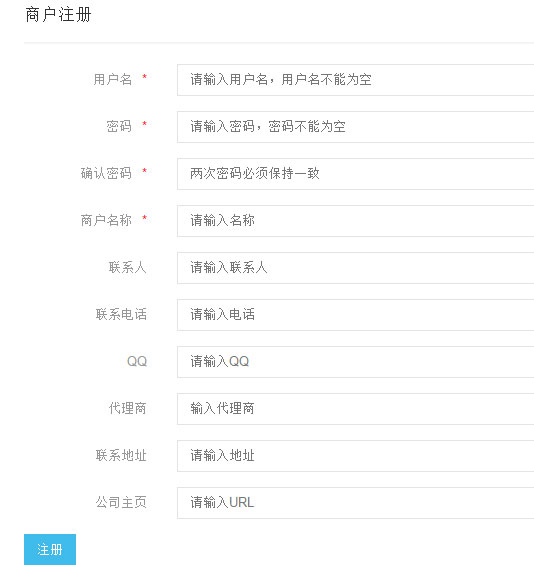 商户注册
用户名 * 请输入用户名，用户名不能为空
密码 * 请输入密码，密码不能为空
确认密码 * 两次密码必须保持一致
商户名称 * 请输入名称
联系人 请输入联系人
联系电话 请输入电话
QQ 请输入QQ
代理商 输入代理商
联系地址 请输入地址
公司主页 请输入URL
注册